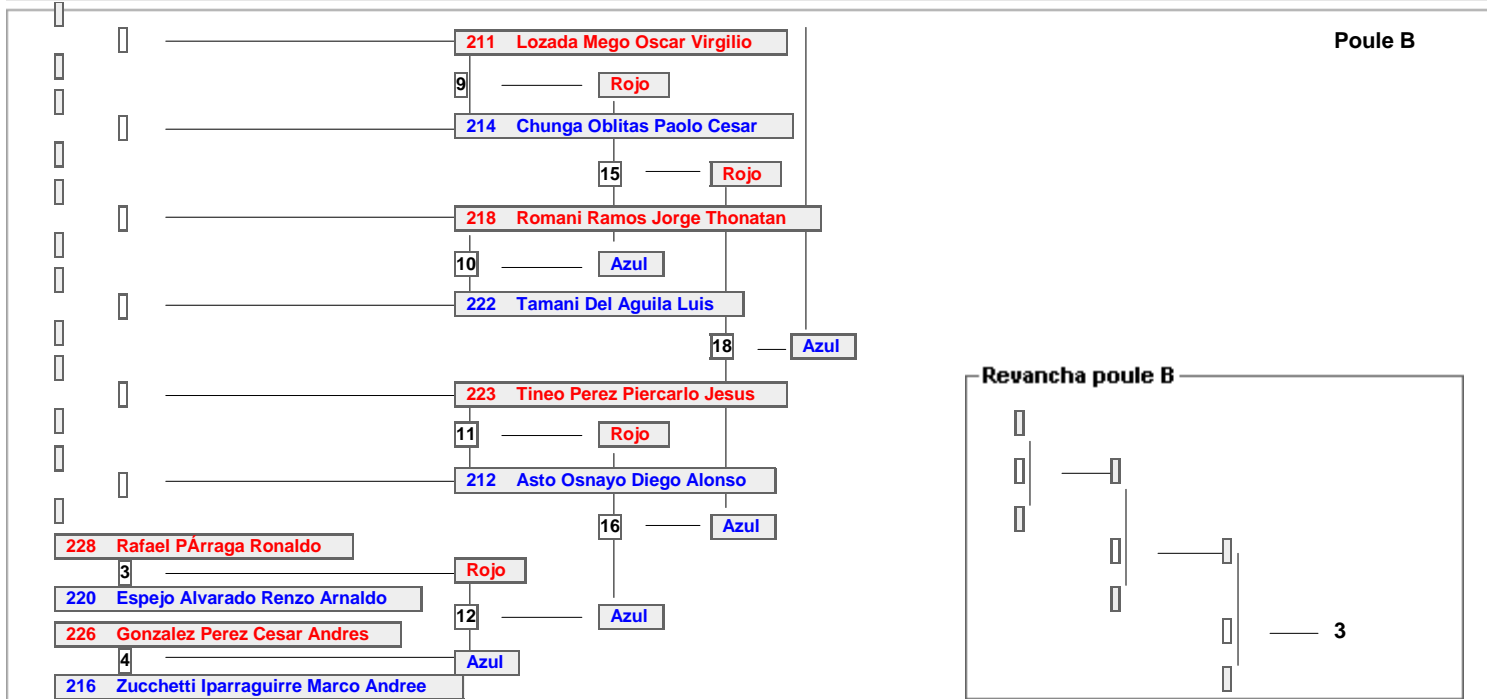 Poule B
211 Lozada Mego Oscar Virgilio
9 Rojo
214 Chunga Oblitas Paolo Cesar
15 Rojo
218 Romani Ramos Jorge Thonatan
10 Azul
222 Tamani Del Aguila Luis
18 Azul
223 Tineo Perez Piercarlo Jesus
11 Rojo
212 Asto Osnayo Diego Alonso
16 Azul
228 Rafael PÁrraga Ronaldo
3 Rojo
220 Espejo Alvarado Renzo Arnaldo
12 Azul
226 Gonzalez Perez Cesar Andres
4 Azul
216 Zucchetti Iparraguirre Marco Andree
Revancha poule B
3